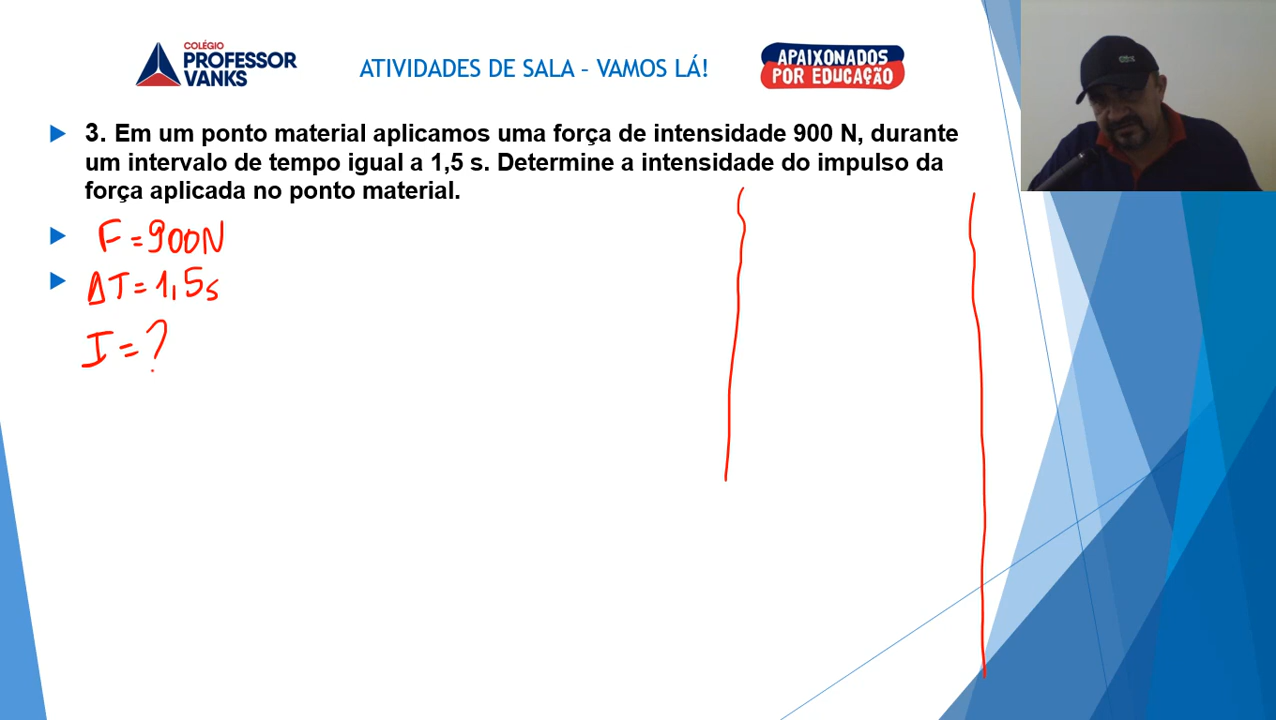 COLÉGIO
PROFESSOR
VANKS
ATIVIDADES DE SALA – VAMOS LÁ!
APAIXONADOS
POR EDUCAÇÃO
3. Em um ponto material aplicamos uma força de intensidade 900 N, durante
um intervalo de tempo igual a 1,5 s. Determine a intensidade do impulso da
força aplicada no ponto material.
F = 900N
ΔT = 1,5s
I = ?